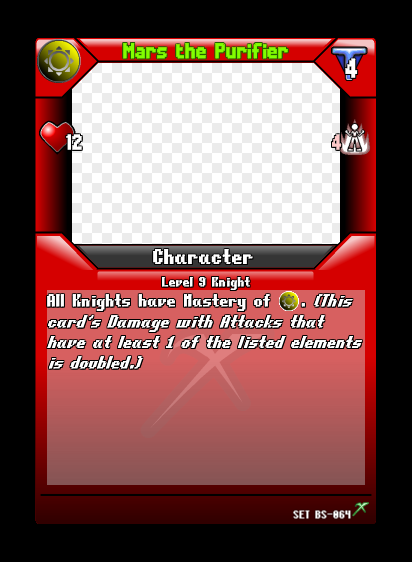 Mars the Purifier
4
12
4
Character
Level 9 Knight
All Knights have Mastery of . (This
card's Damage with Attacks that
have at least 1 of the listed elements
is doubled.)
SET BS-064